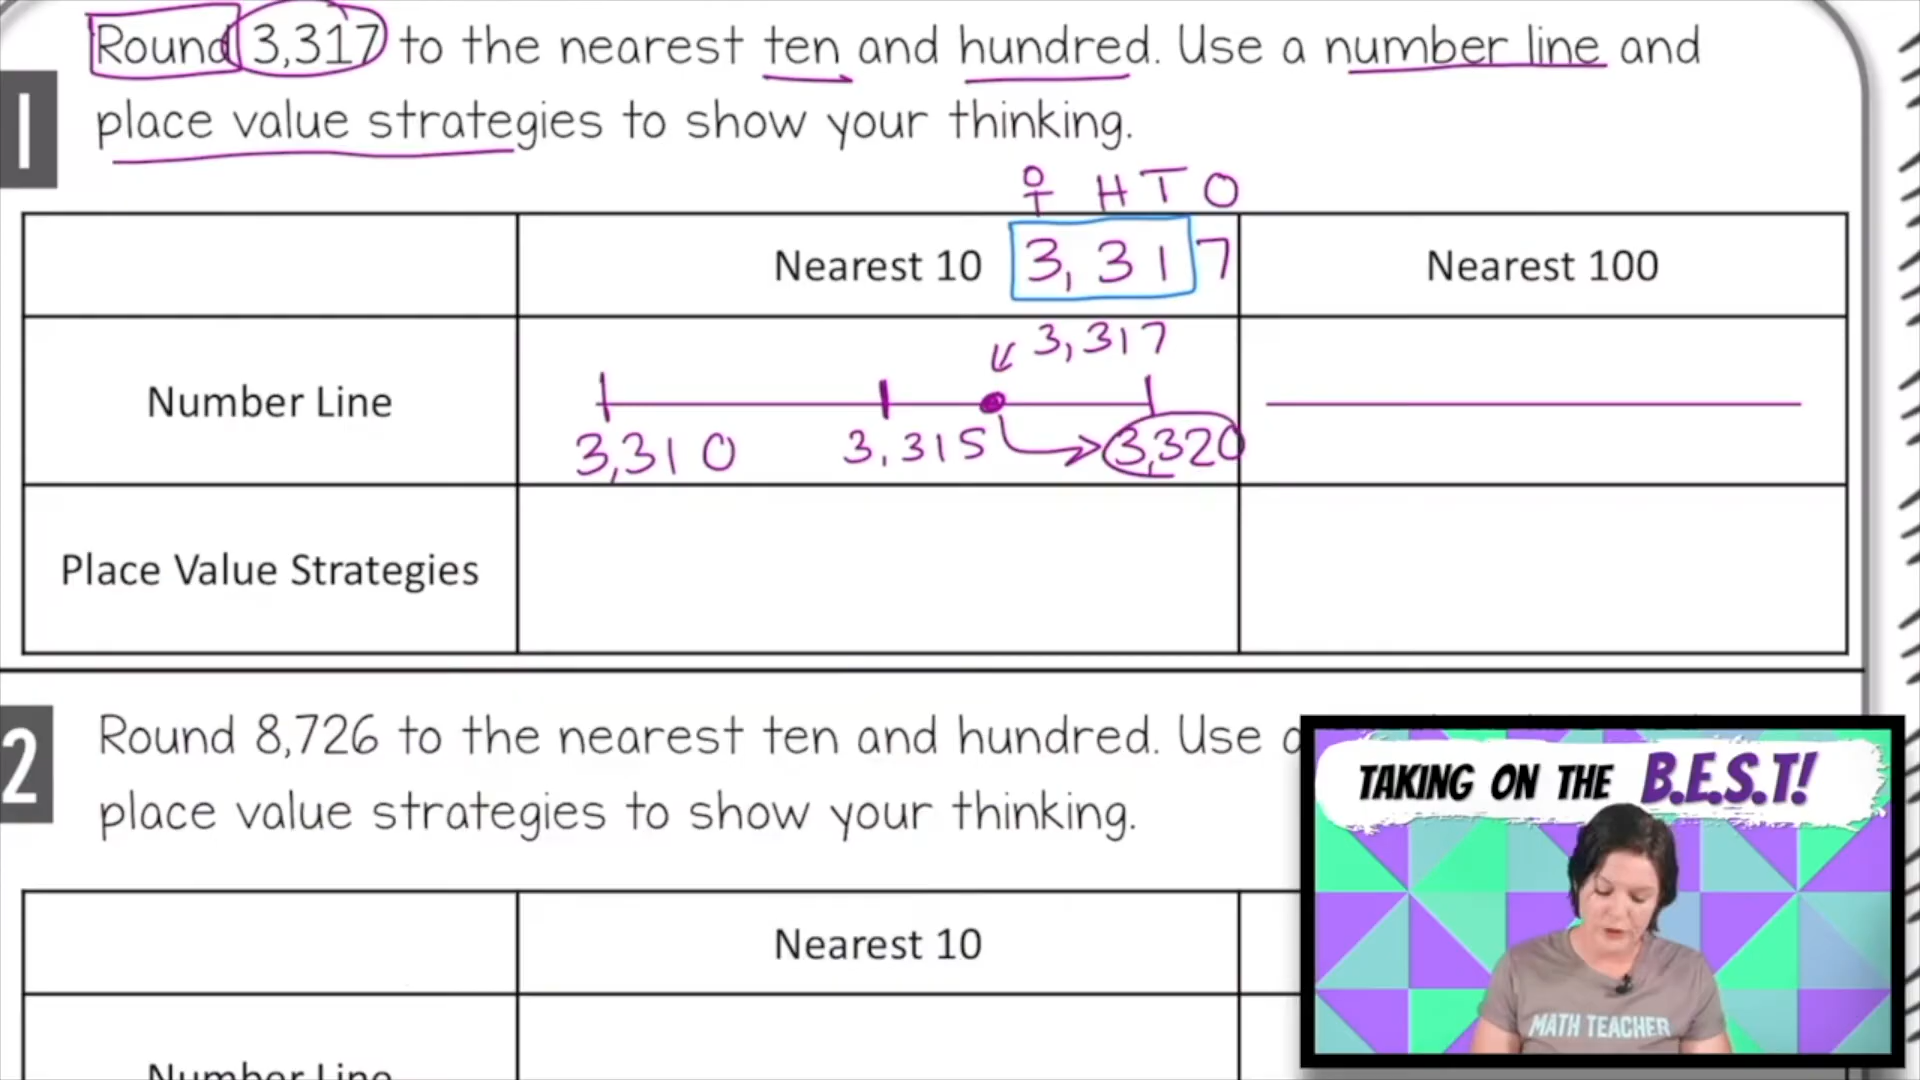 Round 3,317 to the nearest ten and hundred. Use a number line and
1
place value strategies to show your thinking.
T H T O
Nearest 10 3,317 Nearest 100
3,317
Number Line
3,310 3,315 3,320
Place Value Strategies
Round 8,726 to the nearest ten and hundred. Use a
2
place value strategies to show your thinking.
TAKING ON THE B.E.S.T!
Nearest 10
MATH TEACHER
Number Line